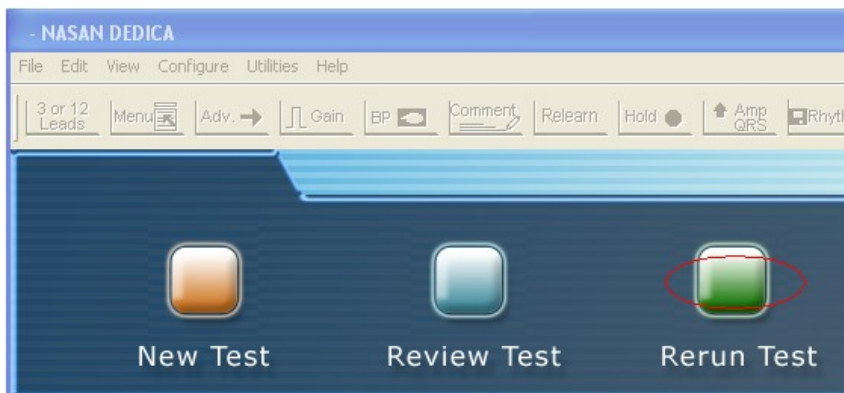 - NASAN DEDICA
File Edit View Configure Utilities Help
3 or 12 Leads Menu Adv. Gain BP Comment Relearn Hold Amp QRS Rhyth
New Test Review Test Rerun Test